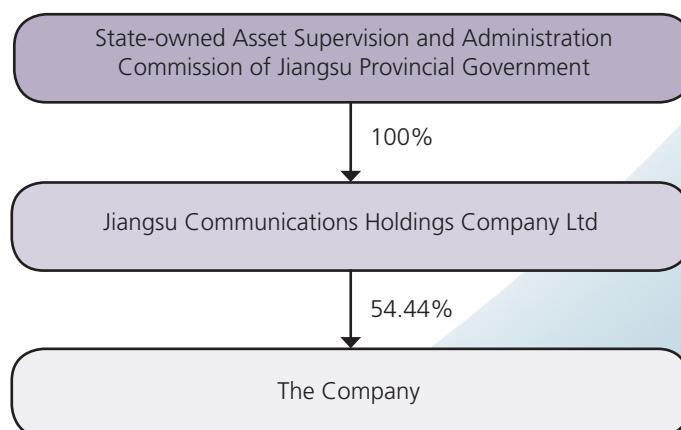 State-owned Asset Supervision and Administration
Commission of Jiangsu Provincial Government
100%
Jiangsu Communications Holdings Company Ltd
54.44%
The Company